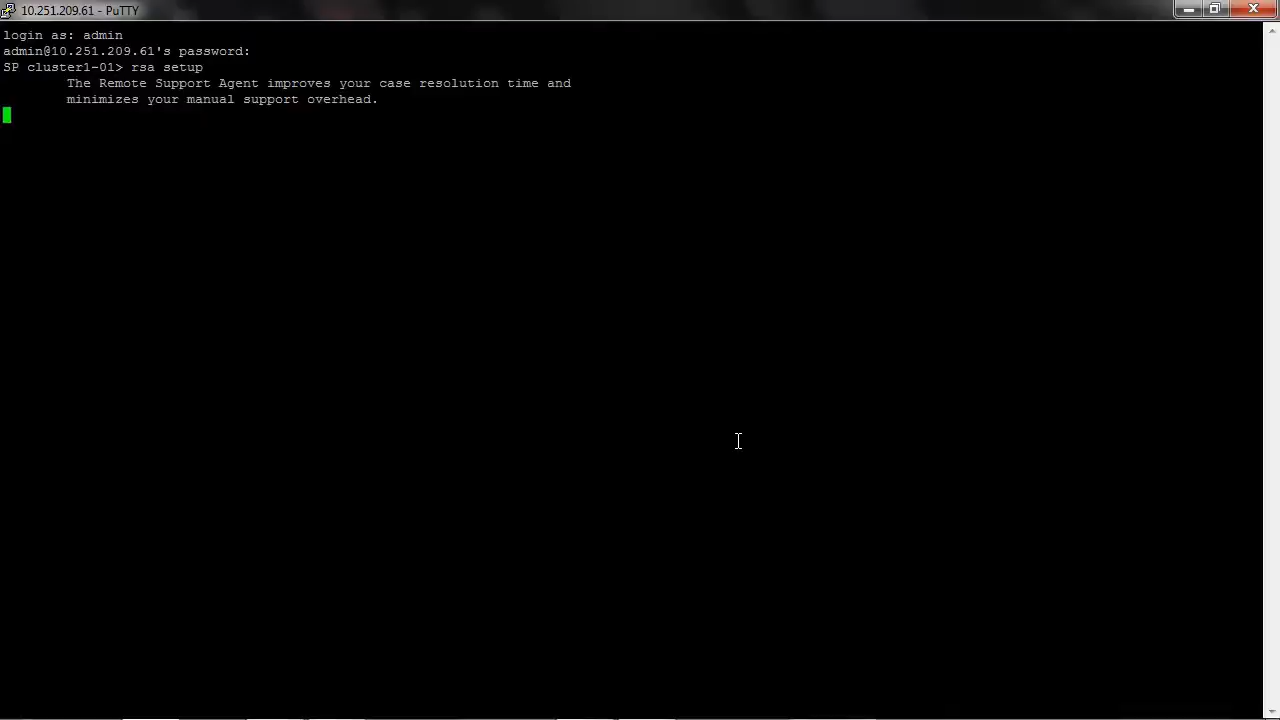 10.251.209.61 - PuTTY
login as: admin
admin@10.251.209.61's password:
SP cluster1-01> rsa setup
The Remote Support Agent improves your case resolution time and
minimizes your manual support overhead.